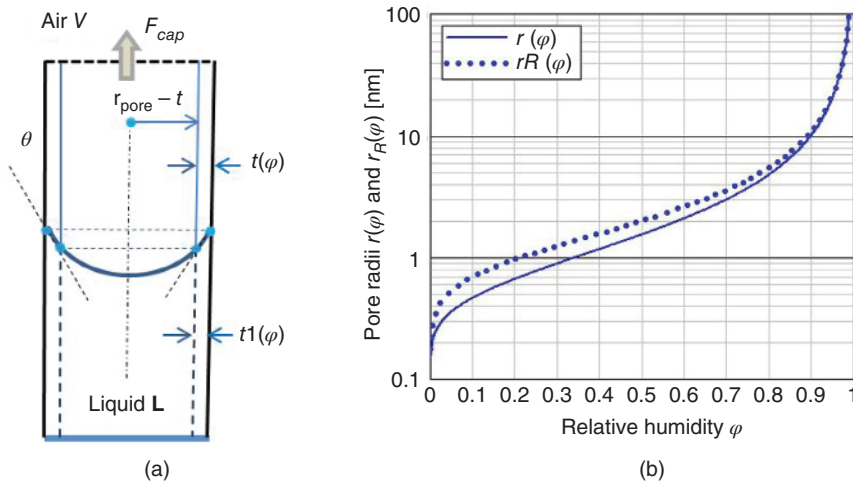 Air V
F_cap
r_pore – t
θ
t(φ)
t1(φ)
Liquid L
(a)
Pore radii r(φ) and r_R(φ) [nm]
100
10
1
0.1
r (φ)
rR (φ)
0 0.1 0.2 0.3 0.4 0.5 0.6 0.7 0.8 0.9 1
Relative humidity φ
(b)